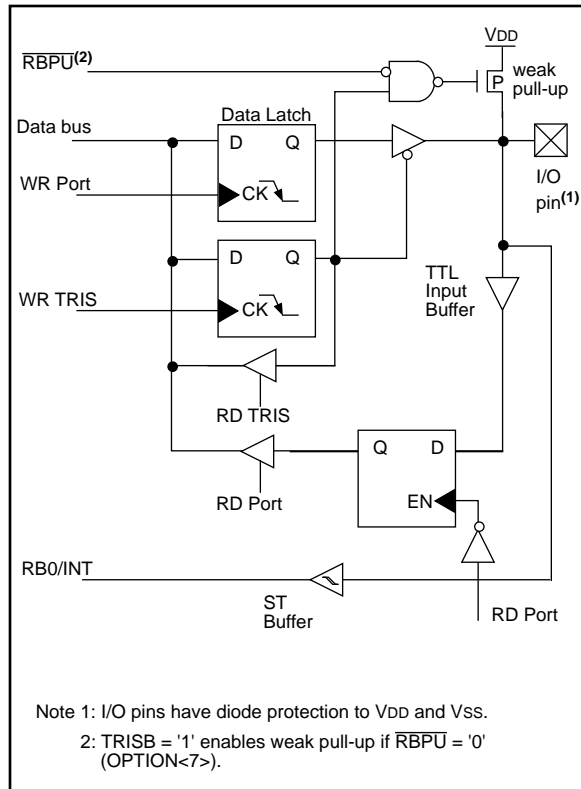 VDD
RBPU(2)
P
weak
pull-up
Data Latch
Data bus
D Q
WR Port
CK
I/O
pin(1)
D Q
TTL
Input
Buffer
WR TRIS
CK
RD TRIS
Q D
RD Port
EN
RB0/INT
ST
Buffer
RD Port
Note 1: I/O pins have diode protection to VDD and VSS.
2: TRISB = '1' enables weak pull-up if RBPU = '0'
(OPTION<7>).